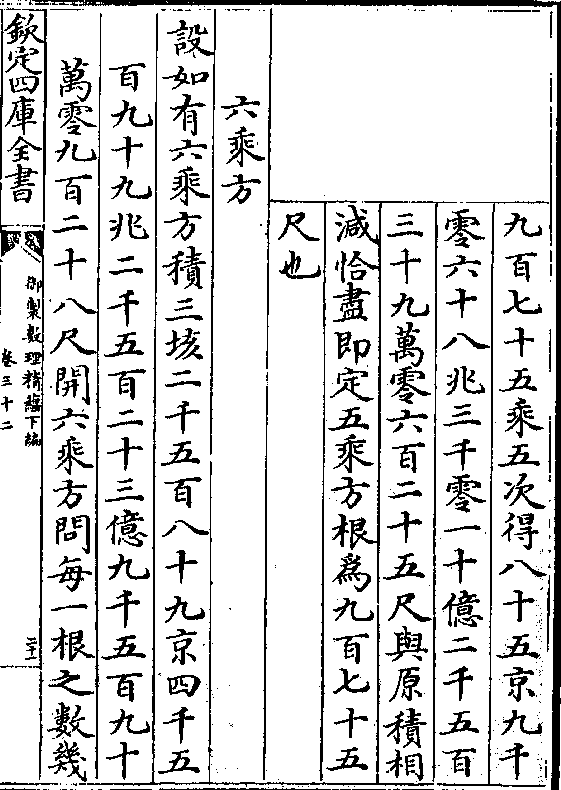 九百七十五乘五次得八十五京九千
零六十八兆三千零一十億二千五百
三十九萬零六百二十五尺與原積相
減恰盡即定五乘方根爲九百七十五
尺也
六乘方
設如有六乘方積三垓二千五百八十九京四千五
百九十九兆二千五百二十三億九千五百九十
萬零九百二十八尺開六乘方問每一根之數幾
欽定四庫全書
御製數理精藴下編
卷三十二